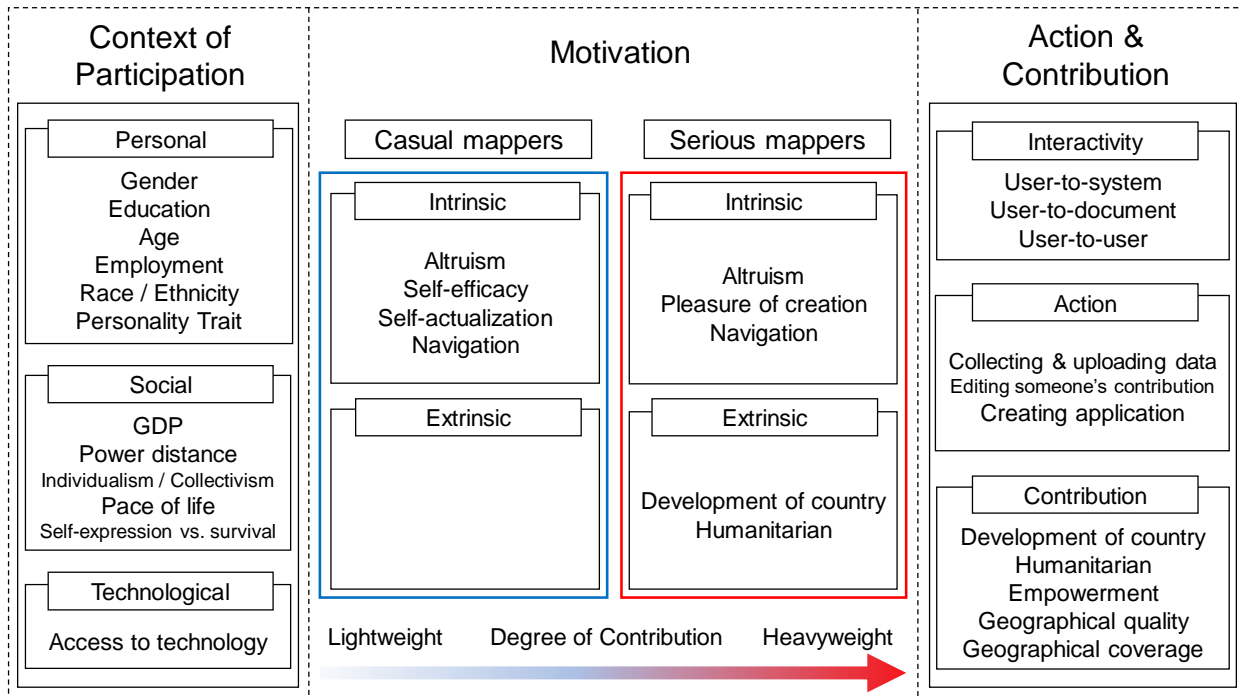 Context of
Participation
Personal
Gender
Education
Age
Employment
Race / Ethnicity
Personality Trait
Social
GDP
Power distance
Individualism / Collectivism
Pace of life
Self-expression vs. survival
Technological
Access to technology
Motivation
Casual mappers
Intrinsic
Altruism
Self-efficacy
Self-actualization
Navigation
Extrinsic
Serious mappers
Intrinsic
Altruism
Pleasure of creation
Navigation
Extrinsic
Development of country
Humanitarian
Lightweight Degree of Contribution Heavyweight
Action &
Contribution
Interactivity
User-to-system
User-to-document
User-to-user
Action
Collecting & uploading data
Editing someone's contribution
Creating application
Contribution
Development of country
Humanitarian
Empowerment
Geographical quality
Geographical coverage